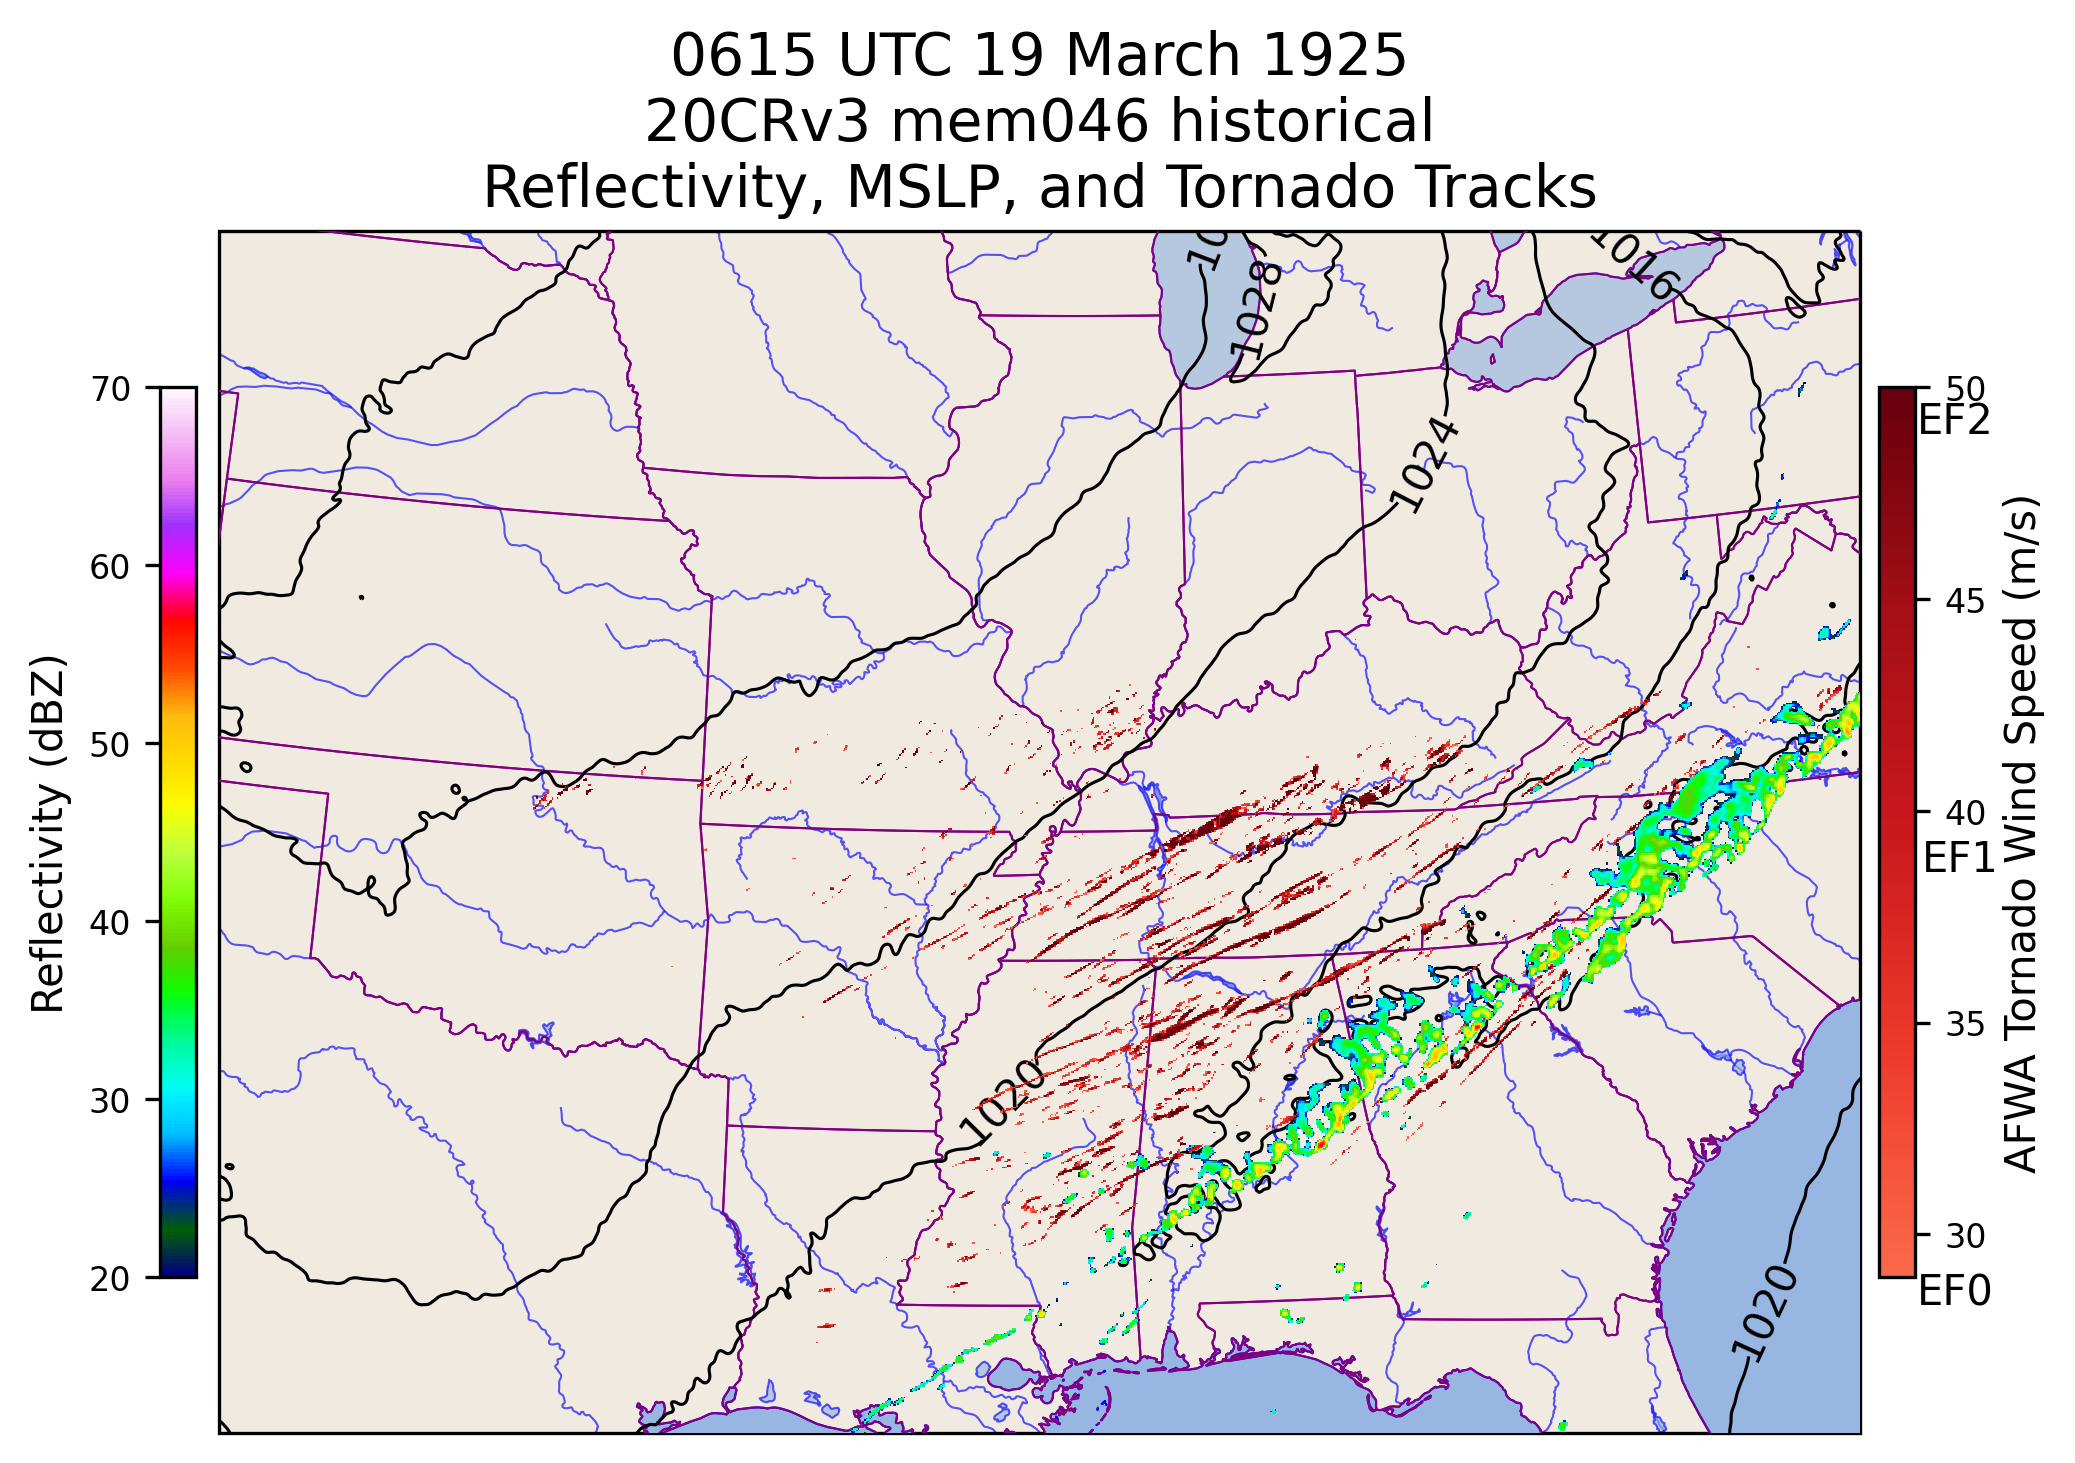 0615 UTC 19 March 1925
20CRv3 mem046 historical
Reflectivity, MSLP, and Tornado Tracks
10
1028
1016
1024
1020
1020
70
60
50
40
30
20
Reflectivity (dBZ)
50
EF2
45
40
EF1
35
30
EF0
AFWA Tornado Wind Speed (m/s)